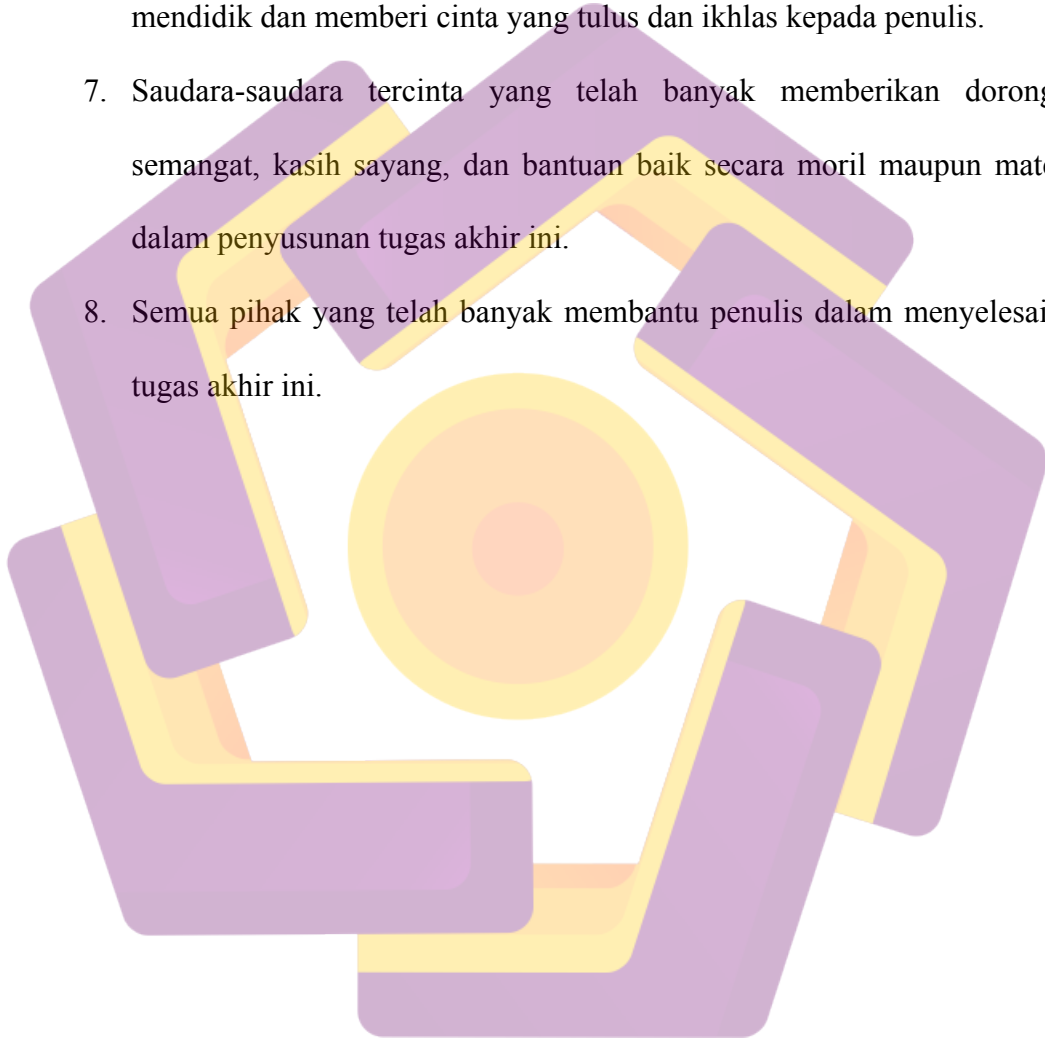 mendidik dan memberi cinta yang tulus dan ikhlas kepada penulis.
7. Saudara-saudara tercinta yang telah banyak memberikan dorong
semangat, kasih sayang, dan bantuan baik secara moril maupun mate
dalam penyusunan tugas akhir ini.
8. Semua pihak yang telah banyak membantu penulis dalam menyelesai
tugas akhir ini.